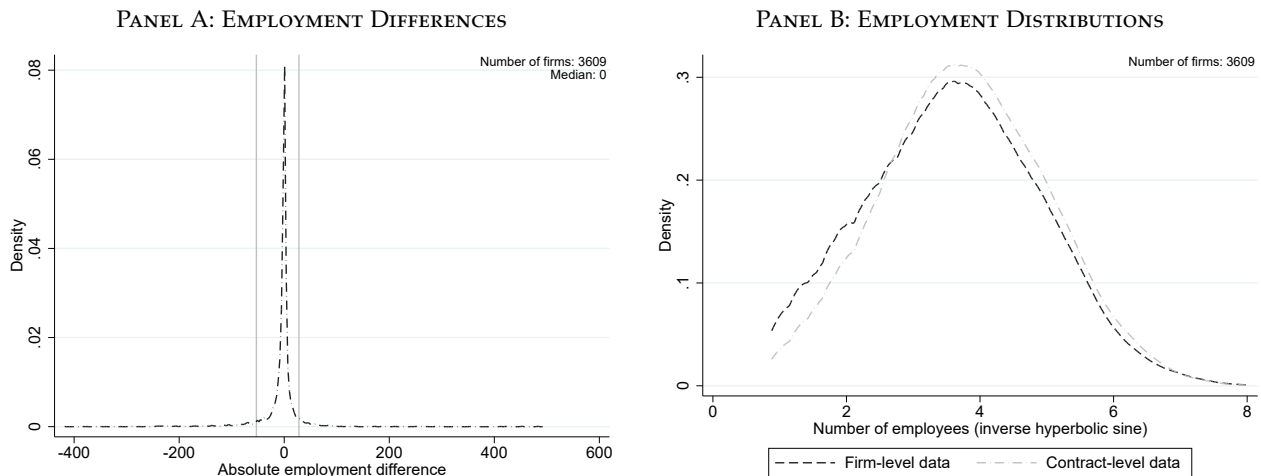 PANEL A: EMPLOYMENT DIFFERENCES
Number of firms: 3609
Median: 0
Density
.08
.06
.04
.02
0
-400 -200 0 200 400 600
Absolute employment difference
PANEL B: EMPLOYMENT DISTRIBUTIONS
Number of firms: 3609
Density
.3
.2
.1
0
0 2 4 6 8
Number of employees (inverse hyperbolic sine)
Firm-level data Contract-level data